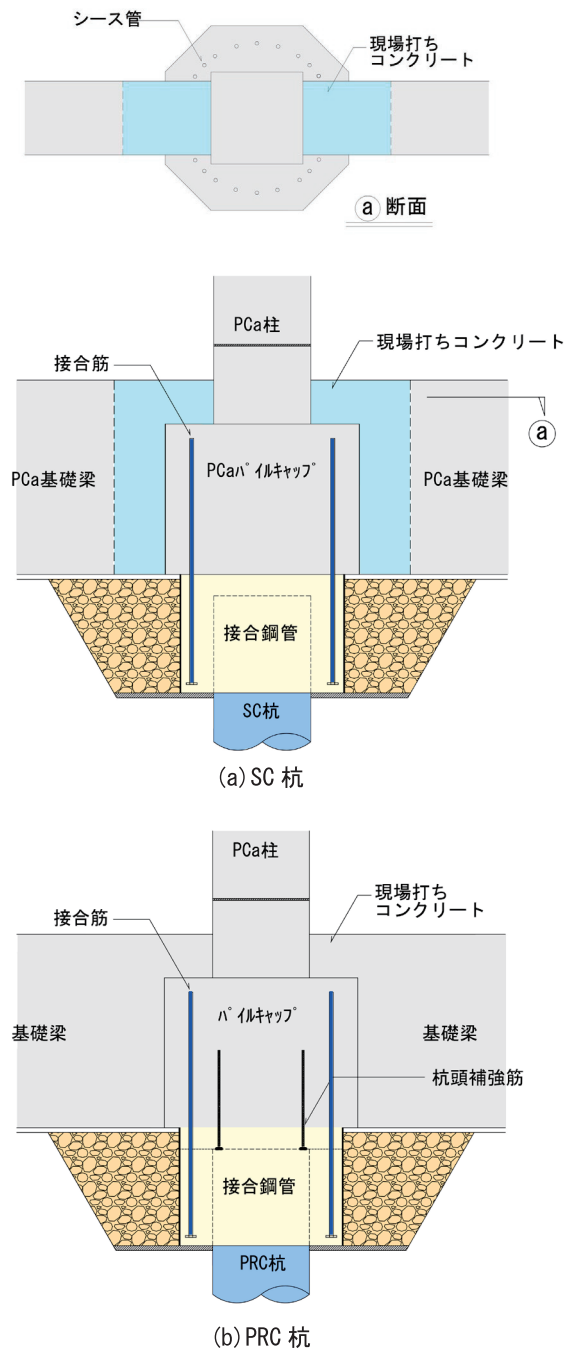 シース管
現場打ち
コンクリート
a 断面
PCa柱
接合筋
現場打ちコンクリート
a
PCa基礎梁
PCaパイルキャップ
PCa基礎梁
接合鋼管
SC杭
(a) SC 杭
PCa柱
接合筋
現場打ち
コンクリート
基礎梁
パイルキャップ
基礎梁
杭頭補強筋
接合鋼管
PRC杭
(b) PRC 杭